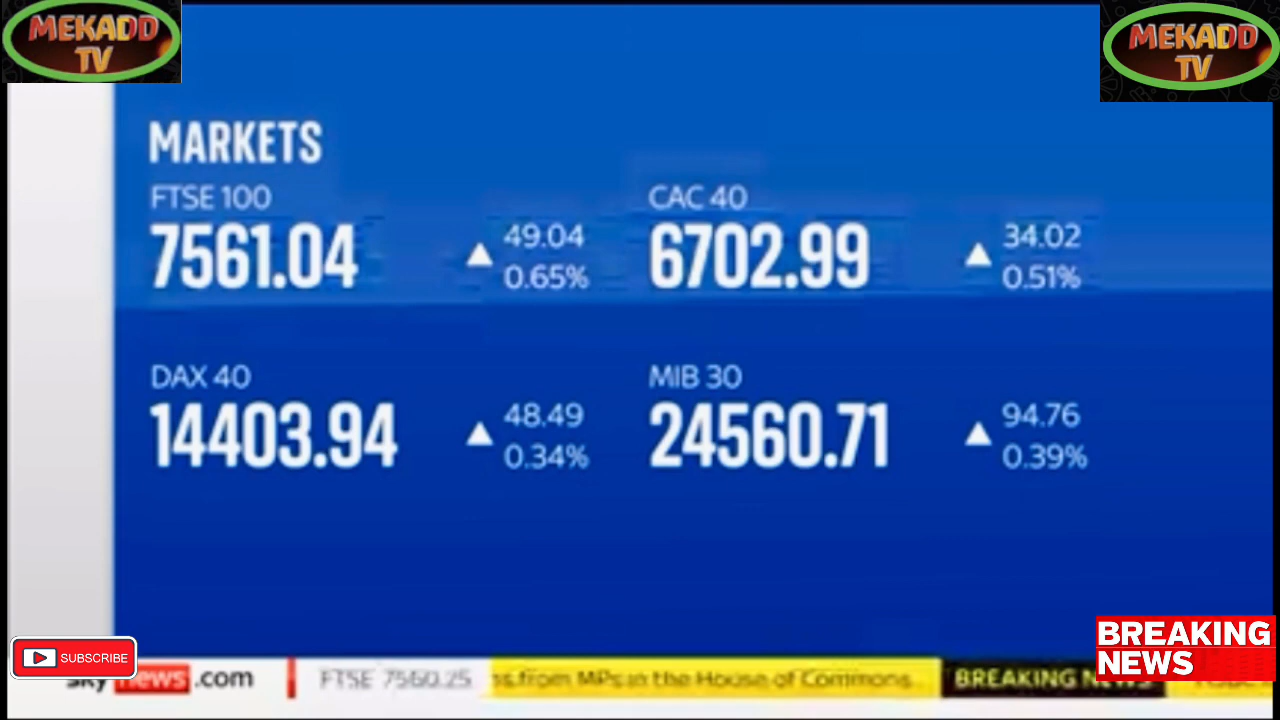 MEKADD
TV
MEKADD
TV
MARKETS
FTSE 100
7561.04
49.04
0.65%
CAC 40
6702.99
34.02
0.51%
DAX 40
14403.94
48.49
0.34%
MIB 30
24560.71
94.76
0.39%
SUBSCRIBE
BREAKING
NEWS
sky news .com
FTSE 7560.25
from MPs in the House of Commons
BREAKING NEWS